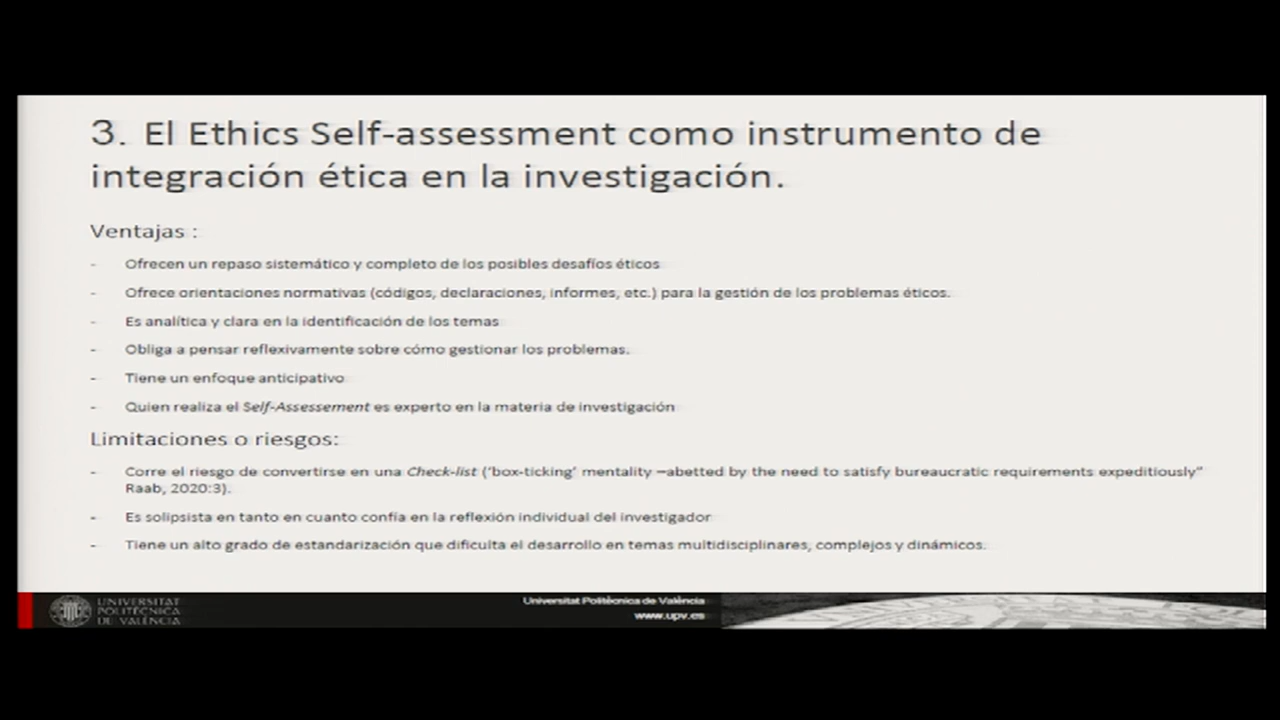 3. El Ethics Self-assessment como instrumento de
integración ética en la investigación.
Ventajas :
- Ofrecen un repaso sistemático y completo de los posibles desafíos éticos
- Ofrece orientaciones normativas (códigos, declaraciones, informes, etc.) para la gestión de los problemas éticos.
- Es analítica y clara en la identificación de los temas
- Obliga a pensar reflexivamente sobre cómo gestionar los problemas.
- Tiene un enfoque anticipativo
- Quien realiza el Self-Assessement es experto en la materia de investigación
Limitaciones o riesgos:
- Corre el riesgo de convertirse en una Check-list (‘box-ticking’ mentality –abetted by the need to satisfy bureaucratic requirements expeditiously”
Raab, 2020:3).
- Es solipsista en tanto en cuanto confía en la reflexión individual del investigador
- Tiene un alto grado de estandarización que dificulta el desarrollo en temas multidisciplinares, complejos y dinámicos.
UNIVERSITAT
POLITÈCNICA
DE VALÈNCIA
Universitat Politècnica de València
www.upv.es